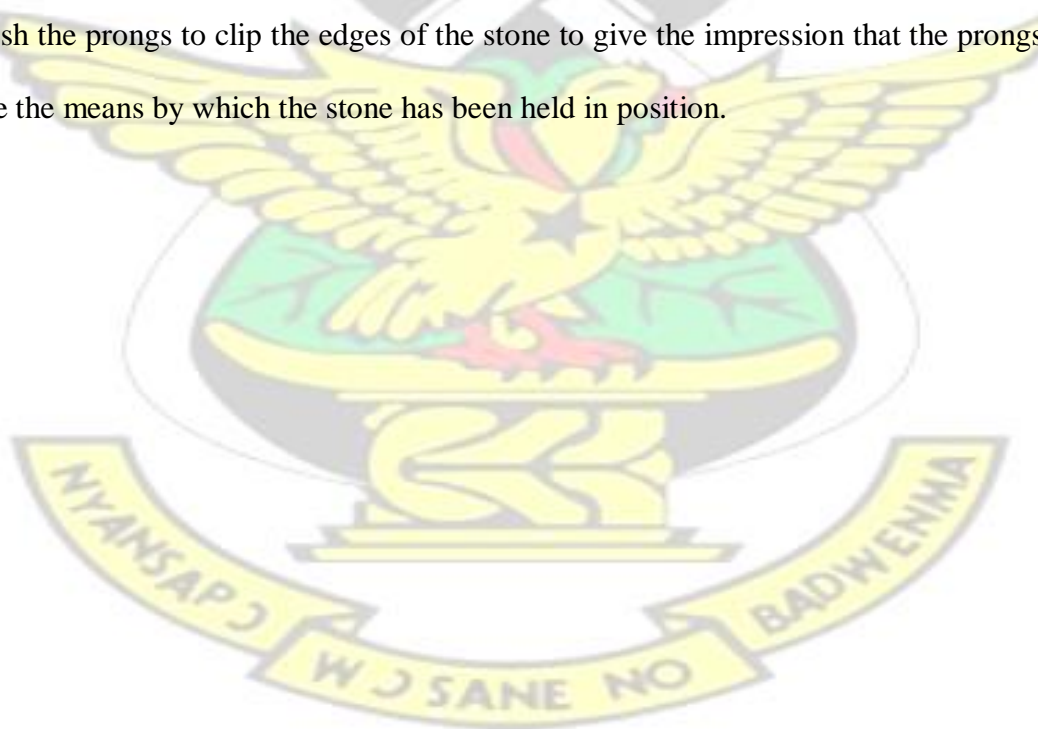 sh the prongs to clip the edges of the stone to give the impression that the prongs
e the means by which the stone has been held in position.
NYANSAPƆ
WƆSANE NO
BADWENMA